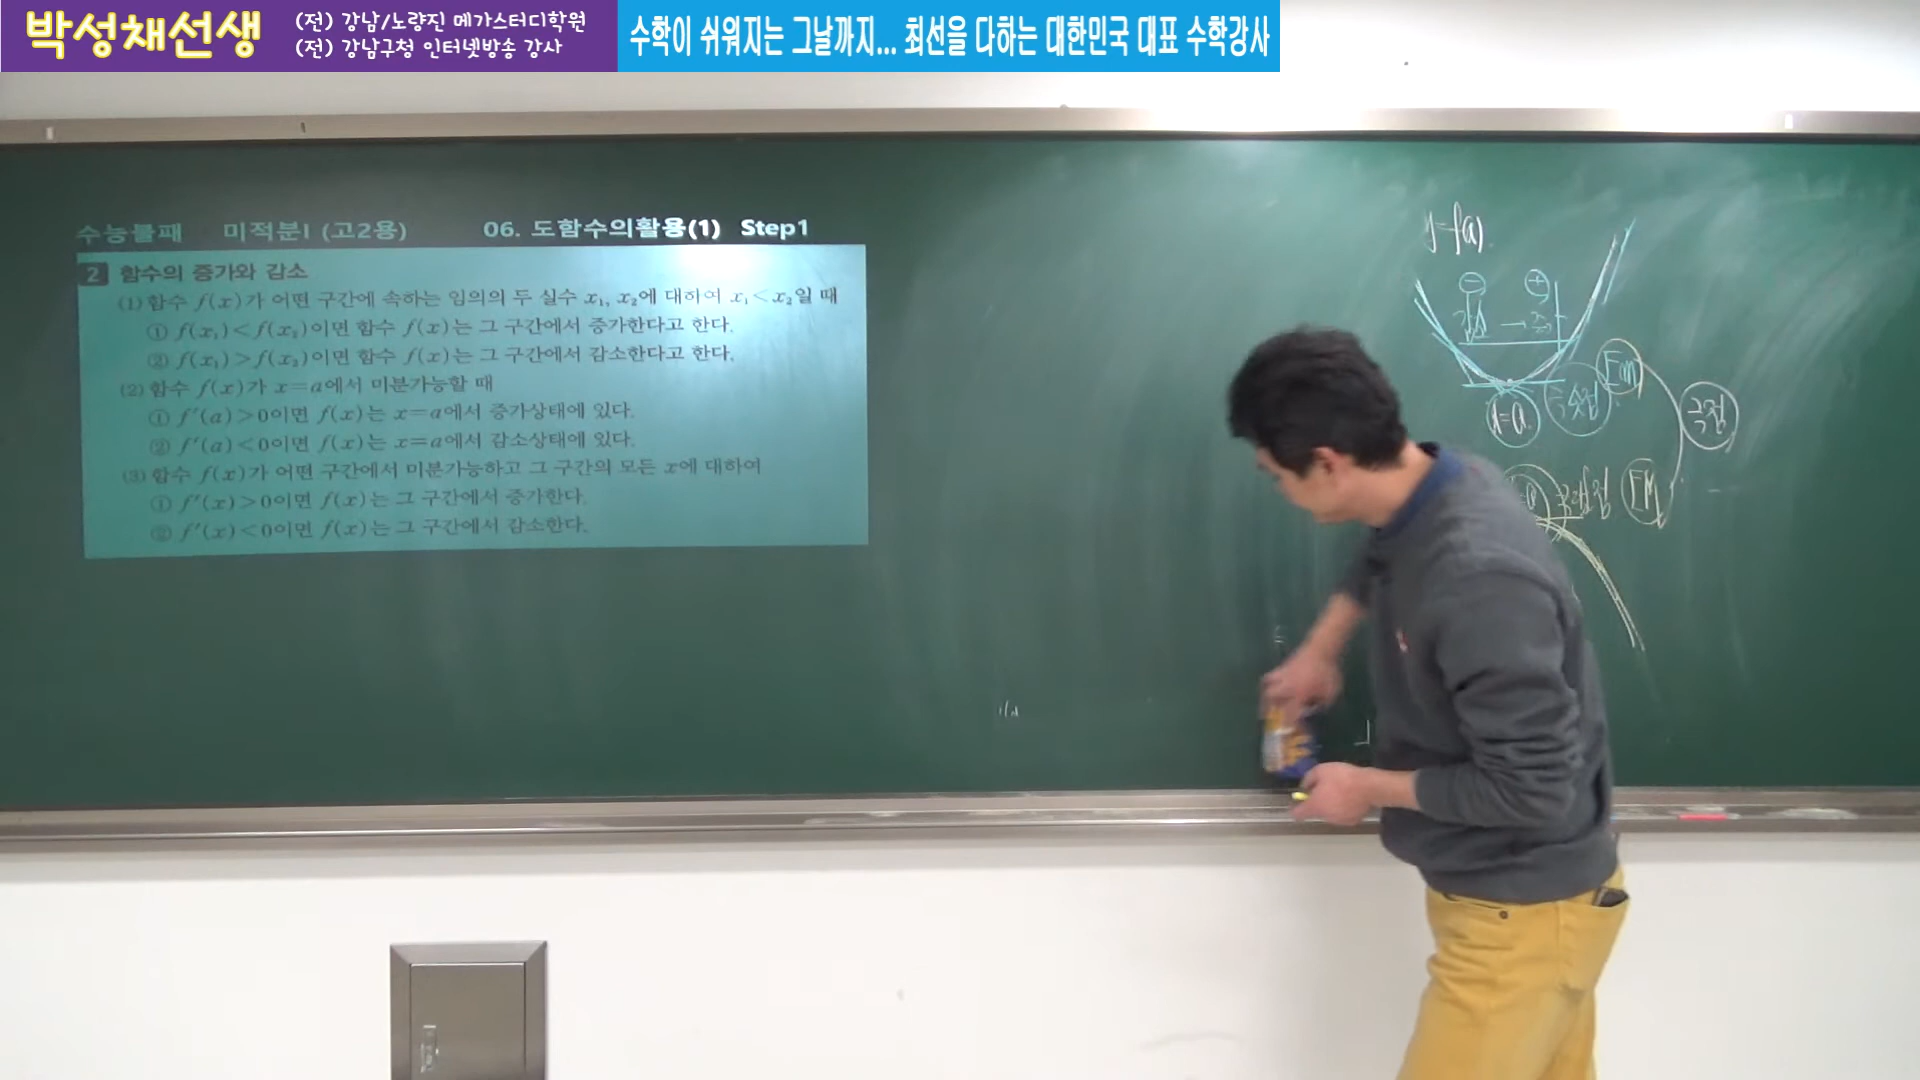 박성채선생
(전) 강남/노량진 메가스터디학원
(전) 강남구청 인터넷방송 강사
수학이 쉬워지는 그날까지... 최선을 다하는 대한민국 대표 수학강사
수능불패 미적분I (고2용) 06. 도함수의활용(1) Step1
2 함수의 증가와 감소
(1) 함수 f(x)가 어떤 구간에 속하는 임의의 두 실수 x₁, x₂에 대하여 x₁<x₂일 때
① f(x₁)<f(x₂)이면 함수 f(x)는 그 구간에서 증가한다고 한다.
② f(x₁)>f(x₂)이면 함수 f(x)는 그 구간에서 감소한다고 한다.
(2) 함수 f(x)가 x=a에서 미분가능할 때
① f′(a)>0이면 f(x)는 x=a에서 증가상태에 있다.
② f′(a)<0이면 f(x)는 x=a에서 감소상태에 있다.
(3) 함수 f(x)가 어떤 구간에서 미분가능하고 그 구간의 모든 x에 대하여
① f′(x)>0이면 f(x)는 그 구간에서 증가한다.
② f′(x)<0이면 f(x)는 그 구간에서 감소한다.
⊖ ⊕
극점